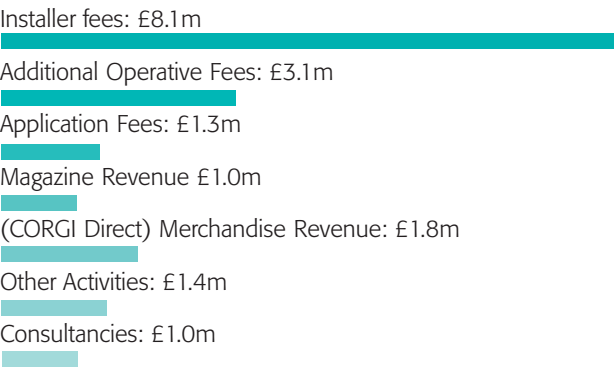 Installer fees: £8.1m
Additional Operative Fees: £3.1m
Application Fees: £1.3m
Magazine Revenue £1.0m
(CORGI Direct) Merchandise Revenue: £1.8m
Other Activities: £1.4m
Consultancies: £1.0m